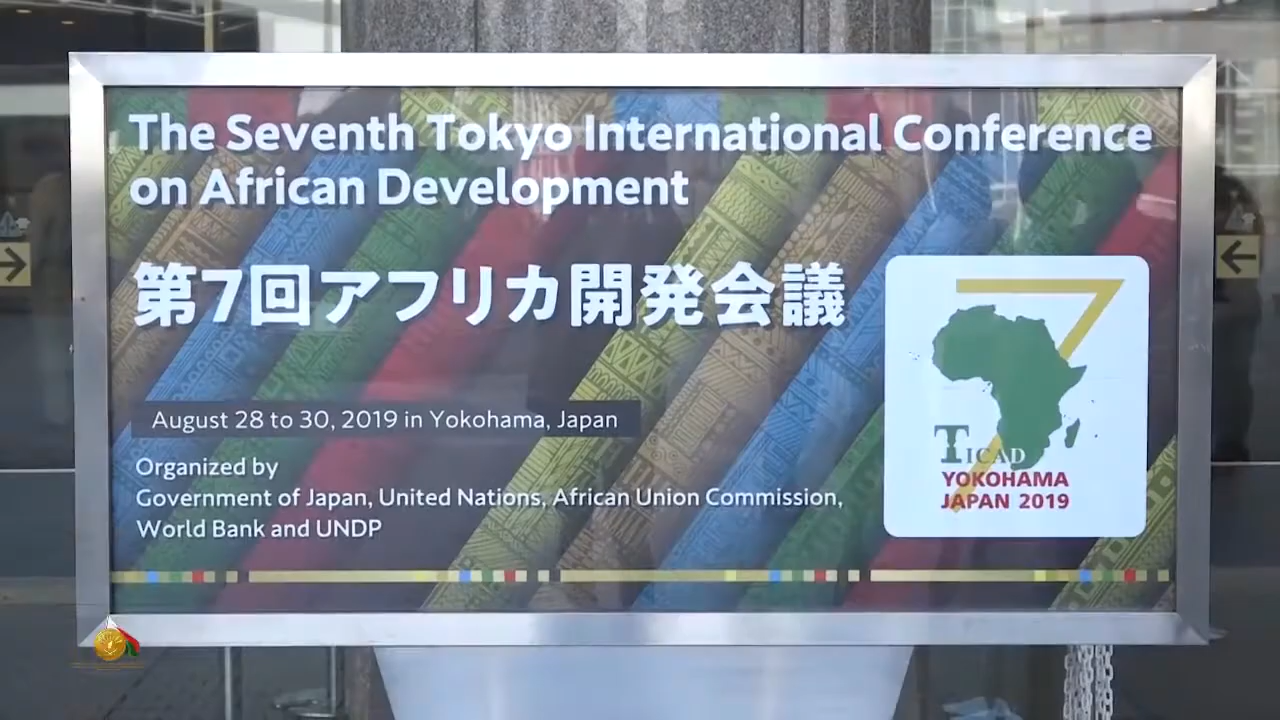 The Seventh Tokyo International Conference
on African Development
第7回アフリカ開発会議
August 28 to 30, 2019 in Yokohama, Japan
Organized by
Government of Japan, United Nations, African Union Commission,
World Bank and UNDP
7
TICAD
YOKOHAMA
JAPAN 2019